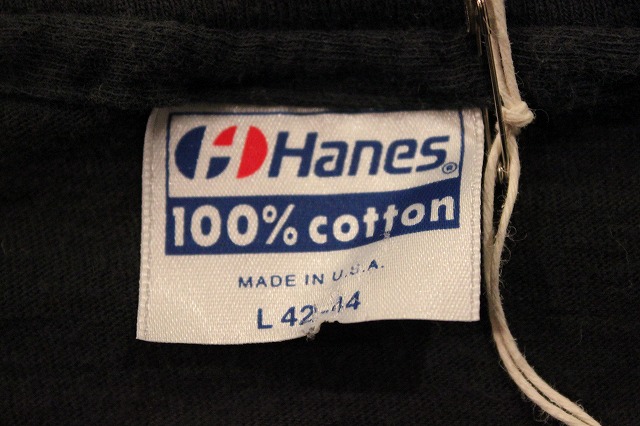 Hanes®
100% cotton
MADE IN U.S.A.
L 42-44